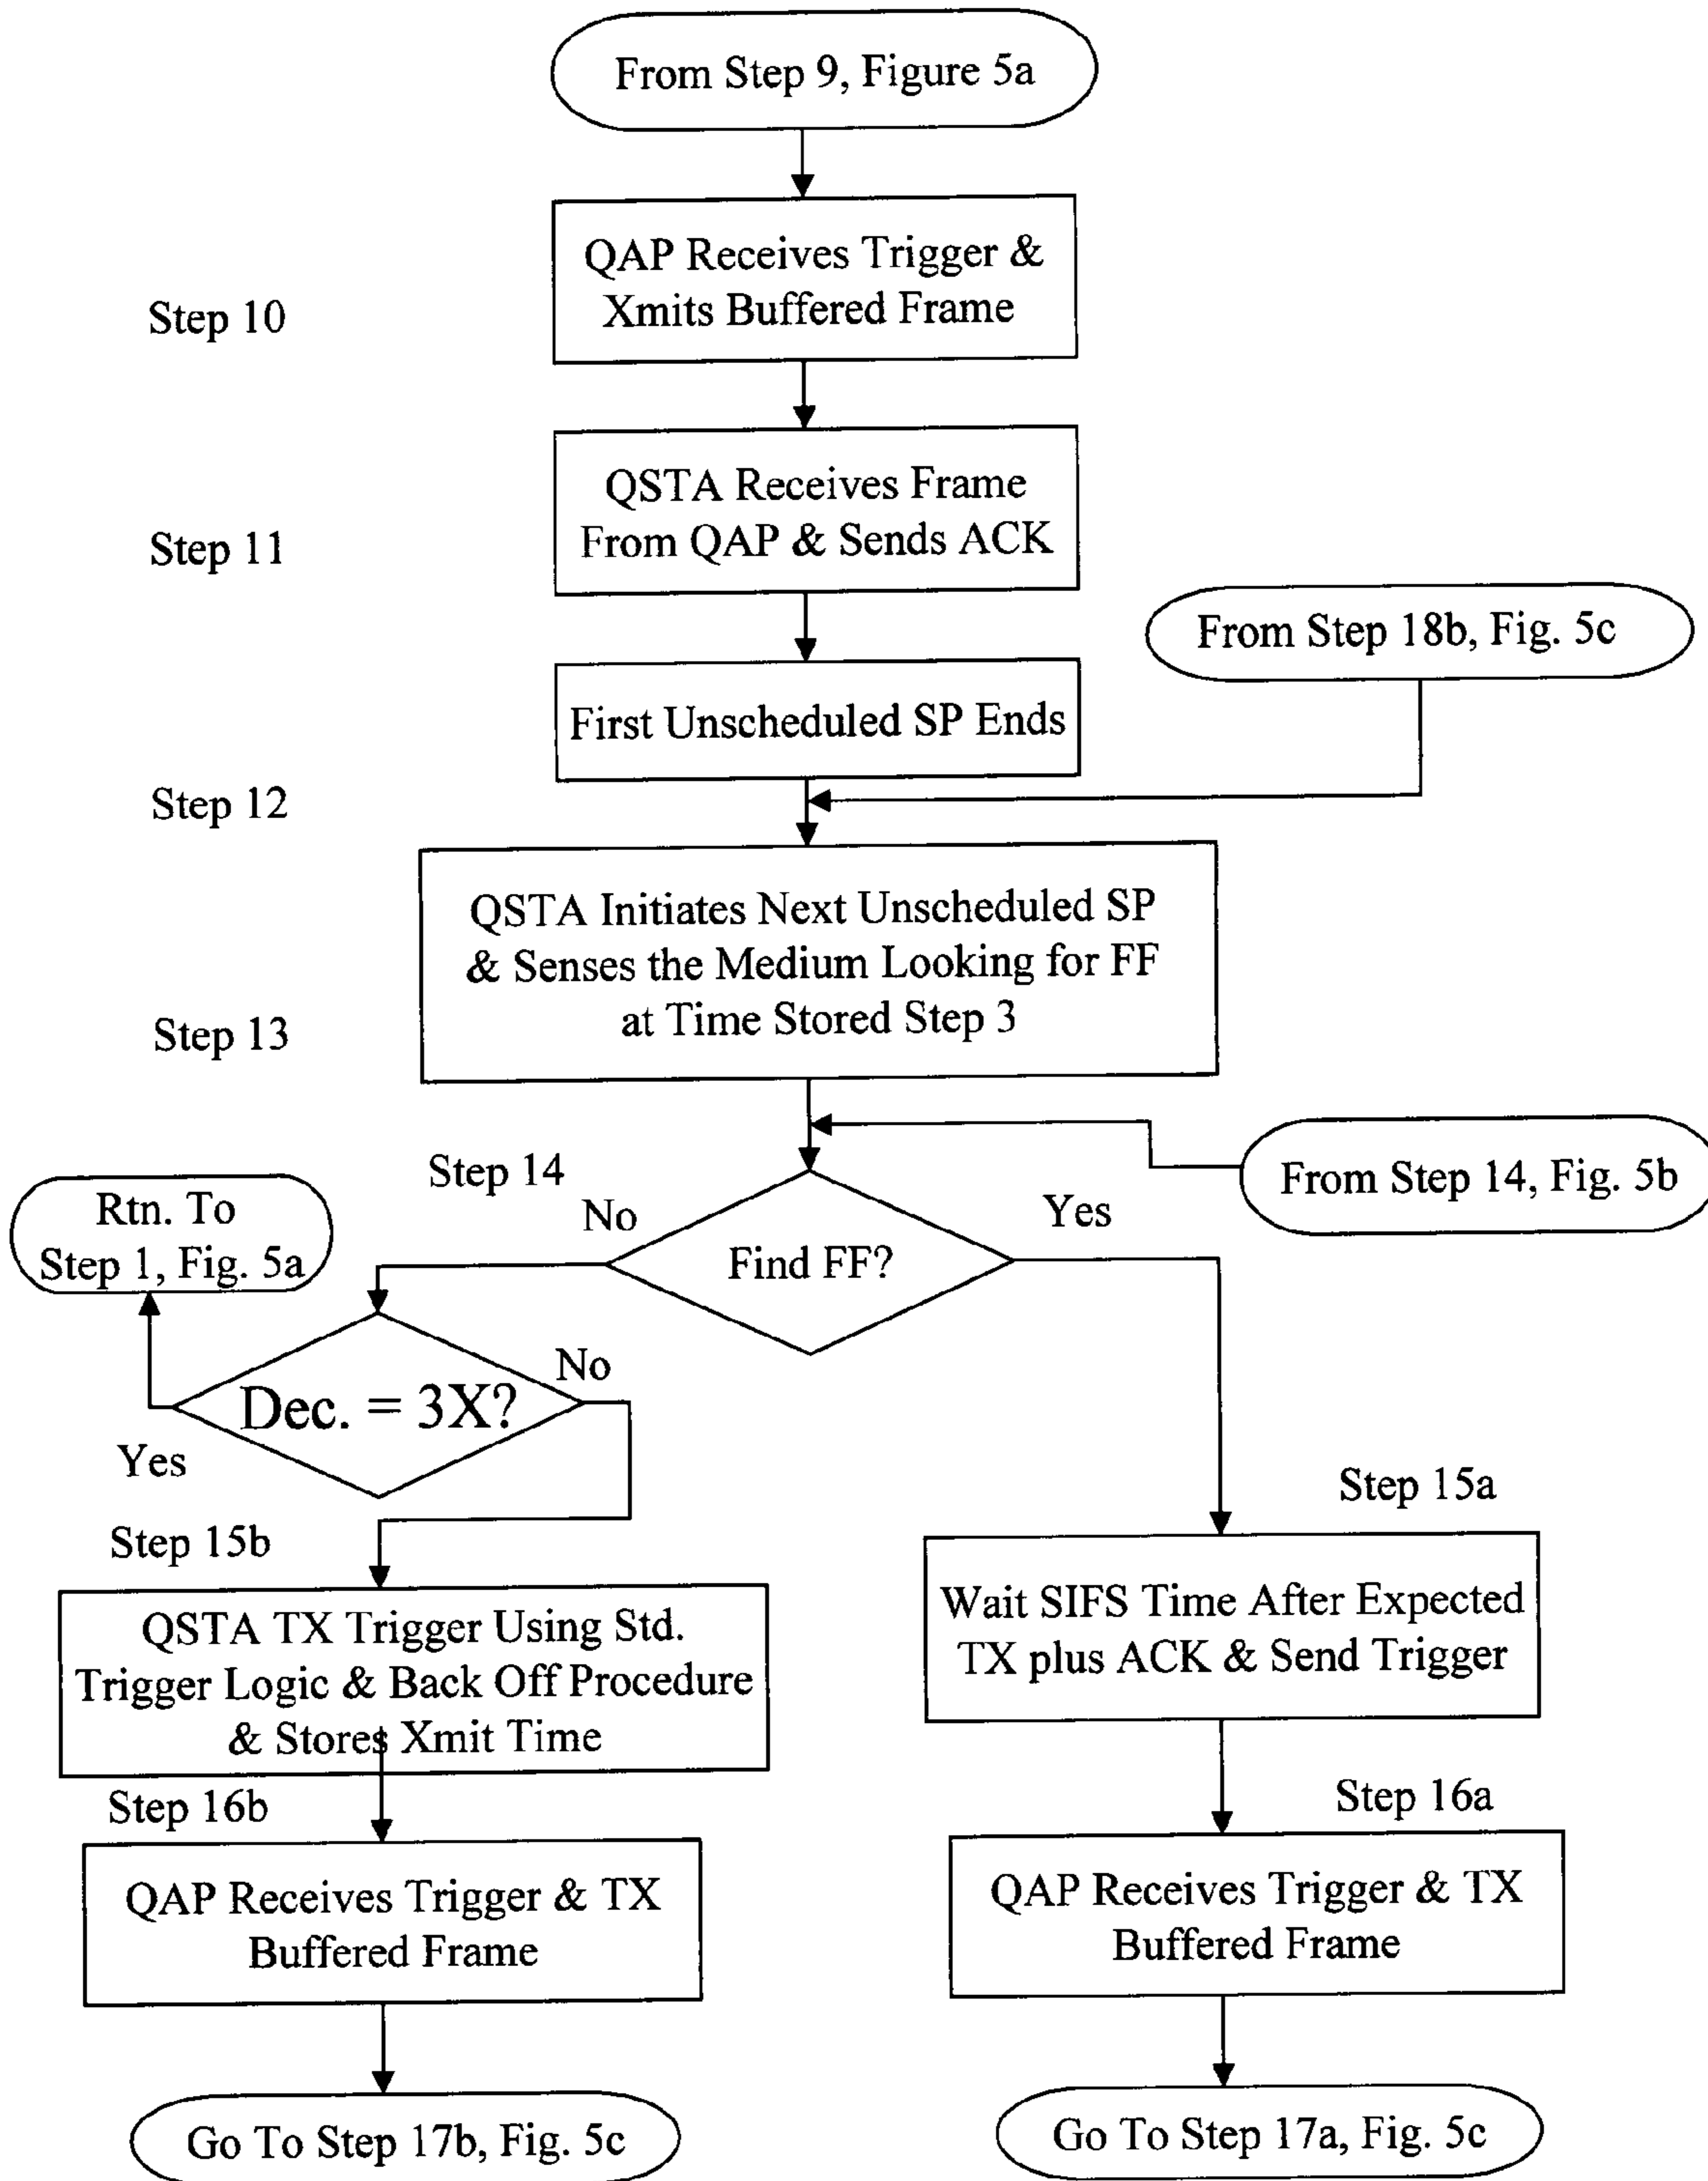 From Step 9, Figure 5a
QAP Receives Trigger &
Xmits Buffered Frame
Step 10
QSTA Receives Frame
From QAP & Sends ACK
Step 11
From Step 18b, Fig. 5c
First Unscheduled SP Ends
Step 12
QSTA Initiates Next Unscheduled SP
& Senses the Medium Looking for FF
at Time Stored Step 3
Step 13
Step 14
From Step 14, Fig. 5b
Rtn. To
Step 1, Fig. 5a
No
Yes
Find FF?
No
Dec. = 3X?
Yes
Step 15a
Step 15b
Wait SIFS Time After Expected
TX plus ACK & Send Trigger
QSTA TX Trigger Using Std.
Trigger Logic & Back Off Procedure
& Stores Xmit Time
Step 16b
Step 16a
QAP Receives Trigger & TX
Buffered Frame
QAP Receives Trigger & TX
Buffered Frame
Go To Step 17b, Fig. 5c
Go To Step 17a, Fig. 5c